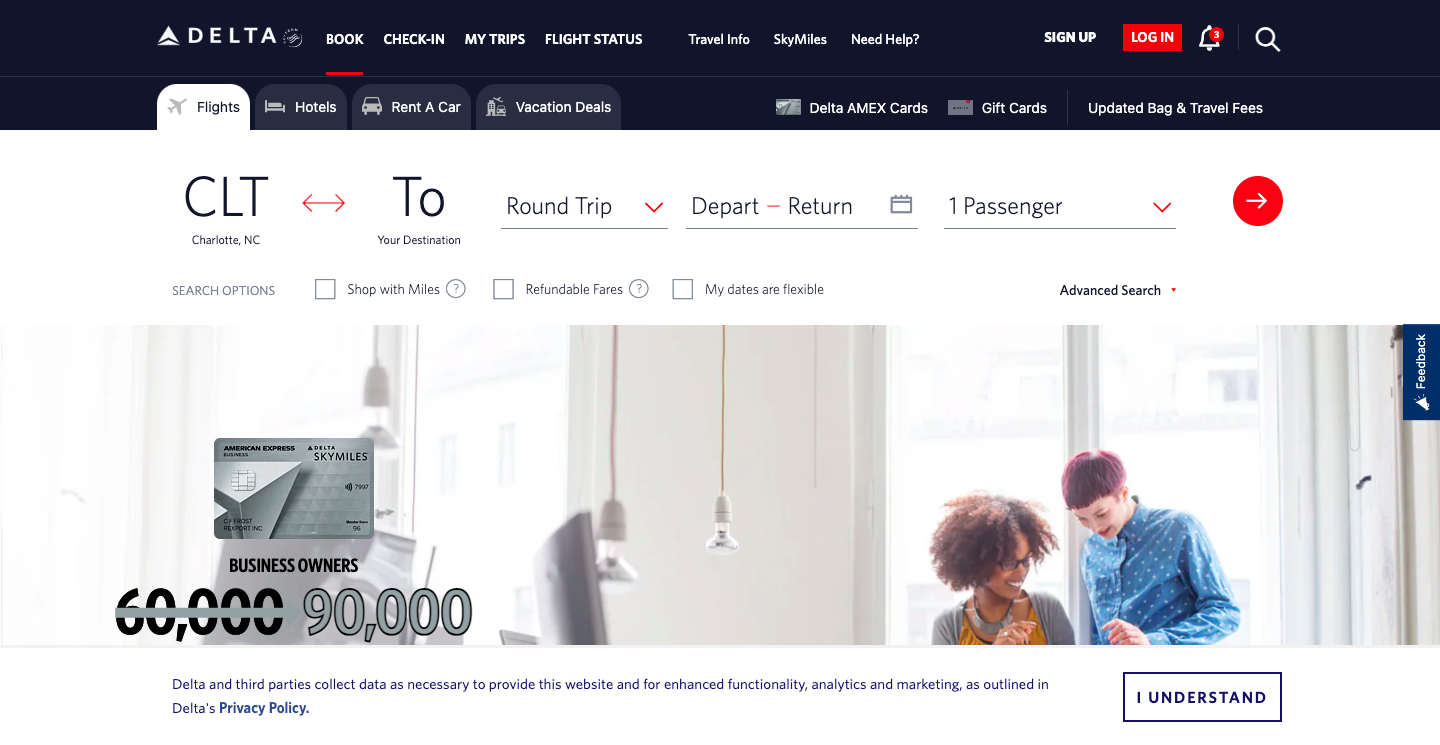 DELTA
BOOK CHECK-IN MY TRIPS FLIGHT STATUS Travel Info SkyMiles Need Help? SIGN UP LOG IN 3
Flights Hotels Rent A Car Vacation Deals Delta AMEX Cards Gift Cards Updated Bag & Travel Fees
CLT To
Round Trip Depart – Return 1 Passenger
Charlotte, NC Your Destination
SEARCH OPTIONS Shop with Miles ? Refundable Fares ? My dates are flexible Advanced Search
Feedback
AMERICAN EXPRESS DELTA
BUSINESS SKYMILES
7997
C F FROST Member Since
REXPORT INC 96
BUSINESS OWNERS
60,000 90,000
Delta and third parties collect data as necessary to provide this website and for enhanced functionality, analytics and marketing, as outlined in
Delta's Privacy Policy.
I UNDERSTAND